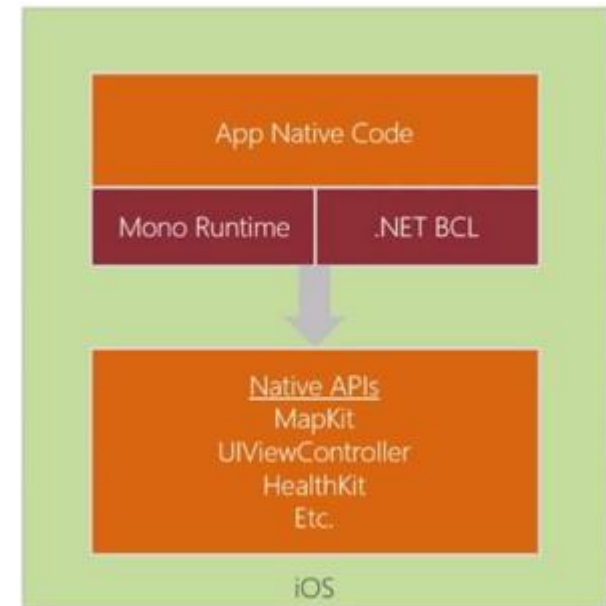 App Native Code
Mono Runtime
.NET BCL
Native APIs
MapKit
UIViewController
HealthKit
Etc.
iOS